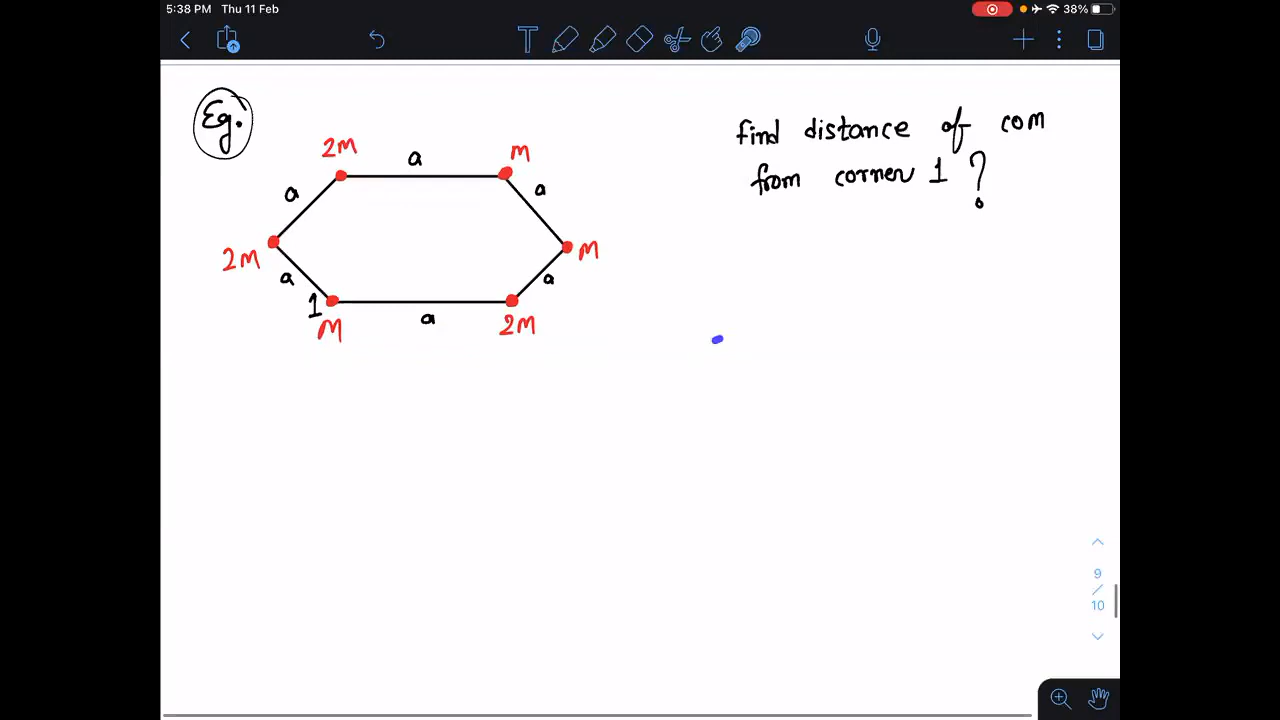 5:38 PM Thu 11 Feb
38%
T
Eg.
find distance of com
from corner 1 ?
2M
a
M
a
a
2M
M
a
a
1
M
a
2M
9
/
10